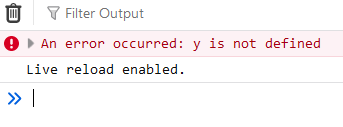 Filter Output
An error occurred: y is not defined
Live reload enabled.